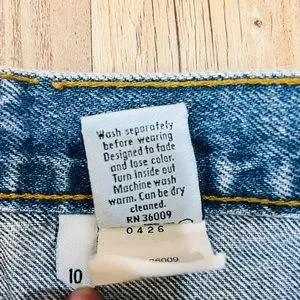 Wash separately
before wearing
Designed to fade
and lose color.
Turn inside out
Machine wash
warm. Can be dry
cleaned.
RN 36009
0426
36009
10